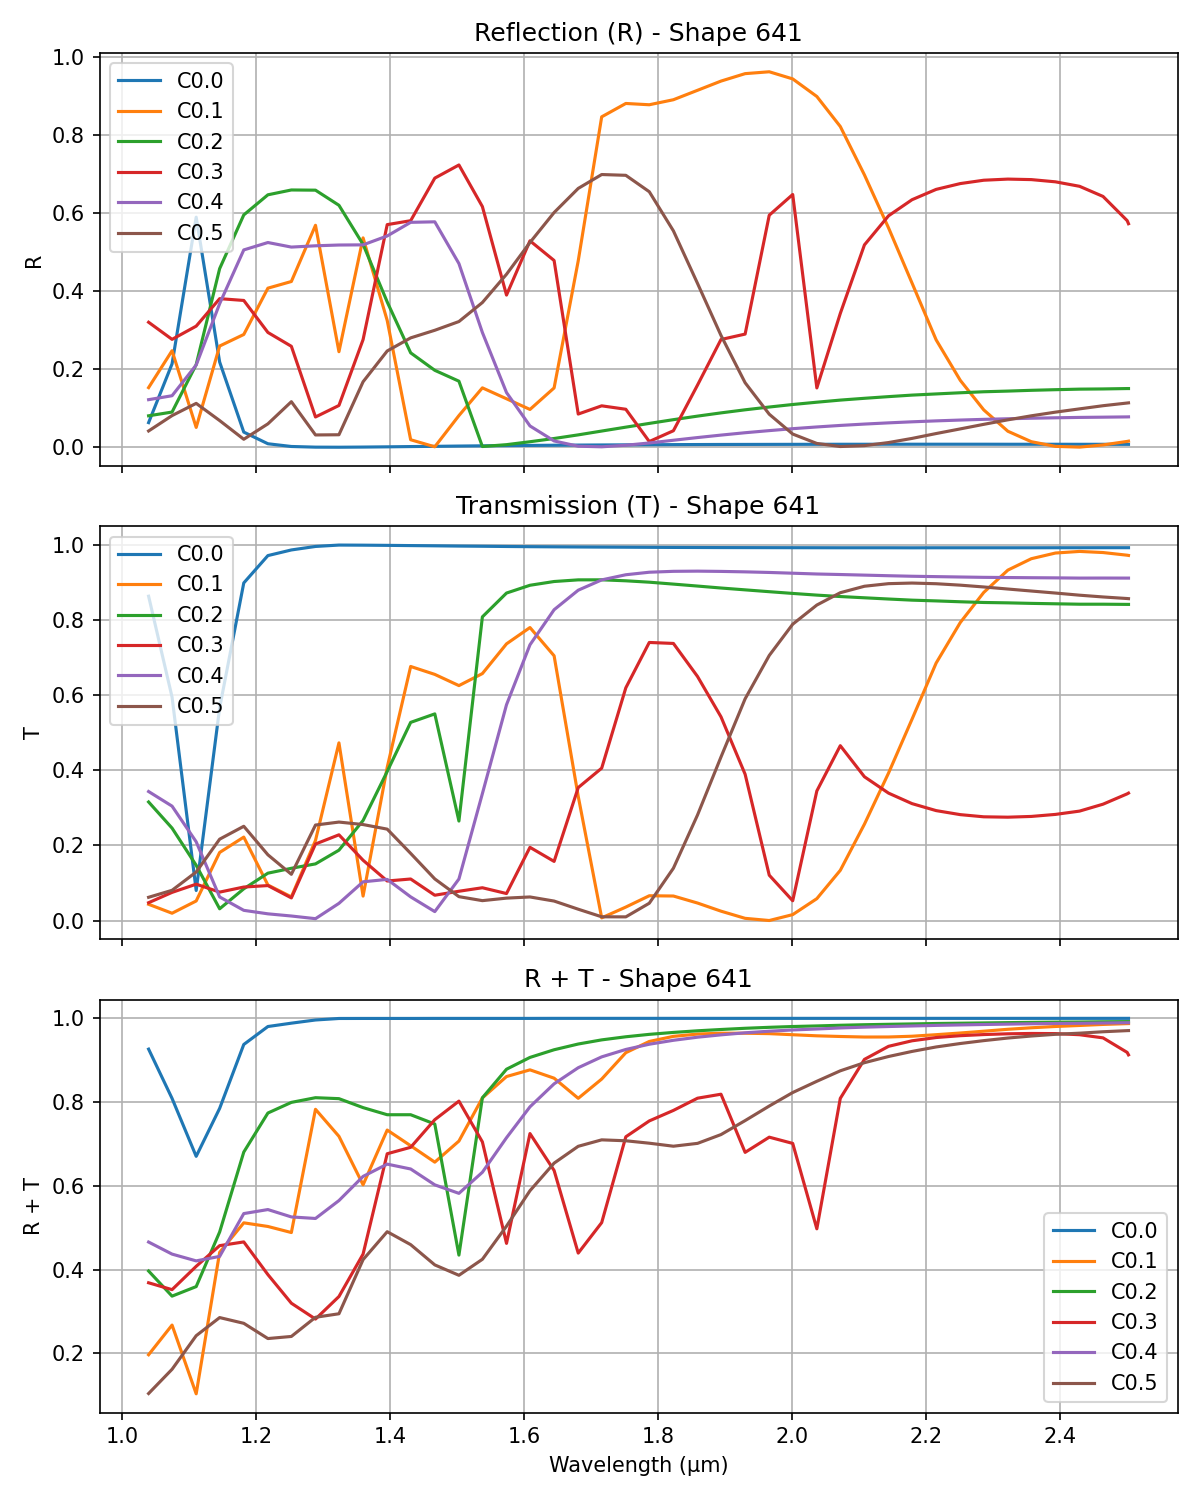 Reflection (R) - Shape 641
1.0
0.8
0.6
0.4
0.2
0.0
R
C0.0
C0.1
C0.2
C0.3
C0.4
C0.5
Transmission (T) - Shape 641
1.0
0.8
0.6
0.4
0.2
0.0
T
C0.0
C0.1
C0.2
C0.3
C0.4
C0.5
R + T - Shape 641
1.0
0.8
0.6
0.4
0.2
R + T
C0.0
C0.1
C0.2
C0.3
C0.4
C0.5
1.0 1.2 1.4 1.6 1.8 2.0 2.2 2.4
Wavelength (μm)